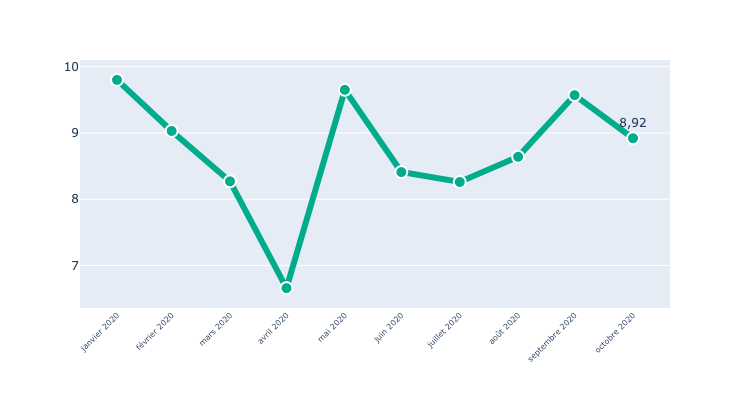 10
9
8
7
8,92
janvier 2020
février 2020
mars 2020
avril 2020
mai 2020
juin 2020
juillet 2020
août 2020
septembre 2020
octobre 2020